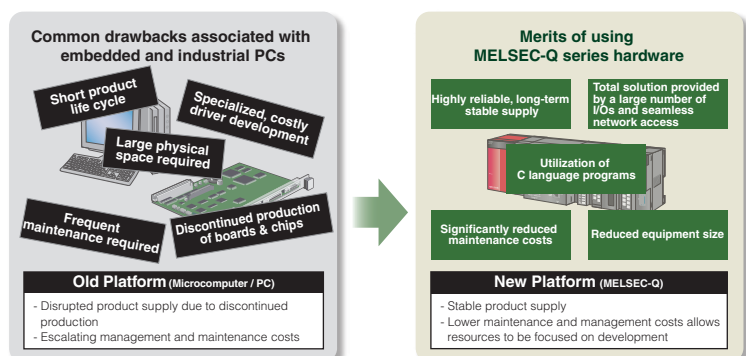 Common drawbacks associated with
embedded and industrial PCs
Short product
life cycle
Specialized, costly
driver development
Large physical
space required
Frequent
maintenance required
Discontinued production
of boards & chips
Old Platform (Microcomputer / PC)
- Disrupted product supply due to discontinued
production
- Escalating management and maintenance costs
Merits of using
MELSEC-Q series hardware
Highly reliable, long-term
stable supply
Total solution provided
by a large number of
I/Os and seamless
network access
Utilization of
C language programs
Significantly reduced
maintenance costs
Reduced equipment size
New Platform (MELSEC-Q)
- Stable product supply
- Lower maintenance and management costs allows
resources to be focused on development